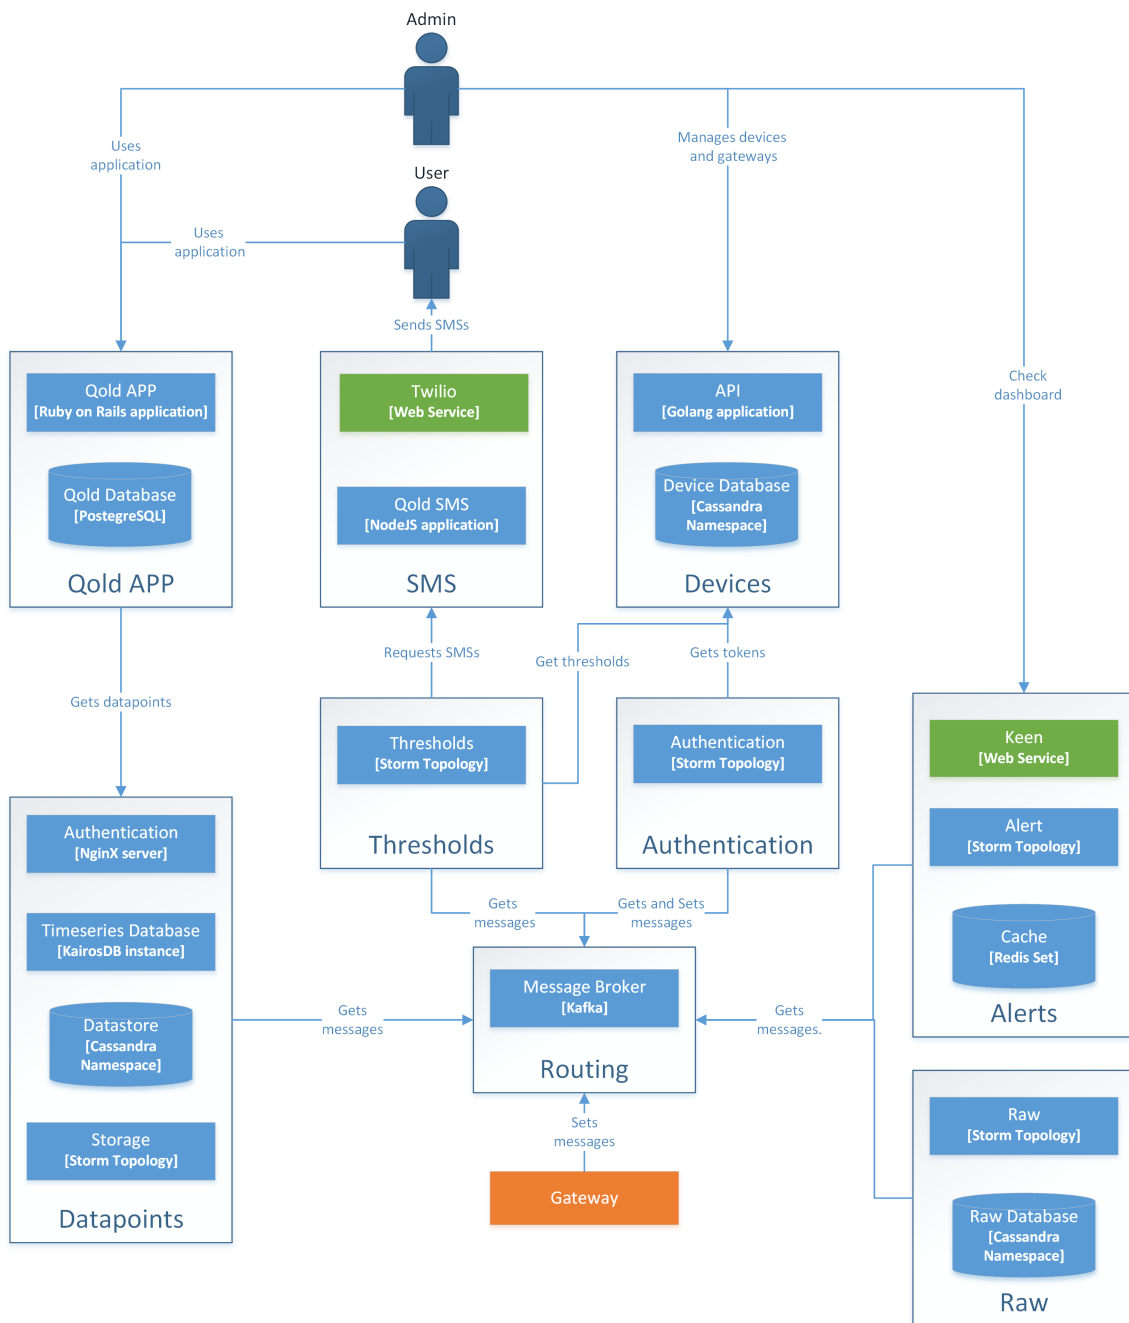 Admin
Uses
application
Manages devices
and gateways
User
Uses
application
Sends SMSs
Check
dashboard
Qold APP
[Ruby on Rails application]
Qold Database
[PostegreSQL]
Qold APP
Twilio
[Web Service]
Qold SMS
[NodeJS application]
SMS
API
[Golang application]
Device Database
[Cassandra
Namespace]
Devices
Gets datapoints
Requests SMSs
Get thresholds
Gets tokens
Thresholds
[Storm Topology]
Thresholds
Authentication
[Storm Topology]
Authentication
Keen
[Web Service]
Alert
[Storm Topology]
Cache
[Redis Set]
Alerts
Authentication
[NginX server]
Timeseries Database
[KairosDB instance]
Datastore
[Cassandra
Namespace]
Storage
[Storm Topology]
Datapoints
Gets
messages
Gets and Sets
messages
Gets
messages
Message Broker
[Kafka]
Routing
Gets
messages.
Sets
messages
Gateway
Raw
[Storm Topology]
Raw Database
[Cassandra
Namespace]
Raw